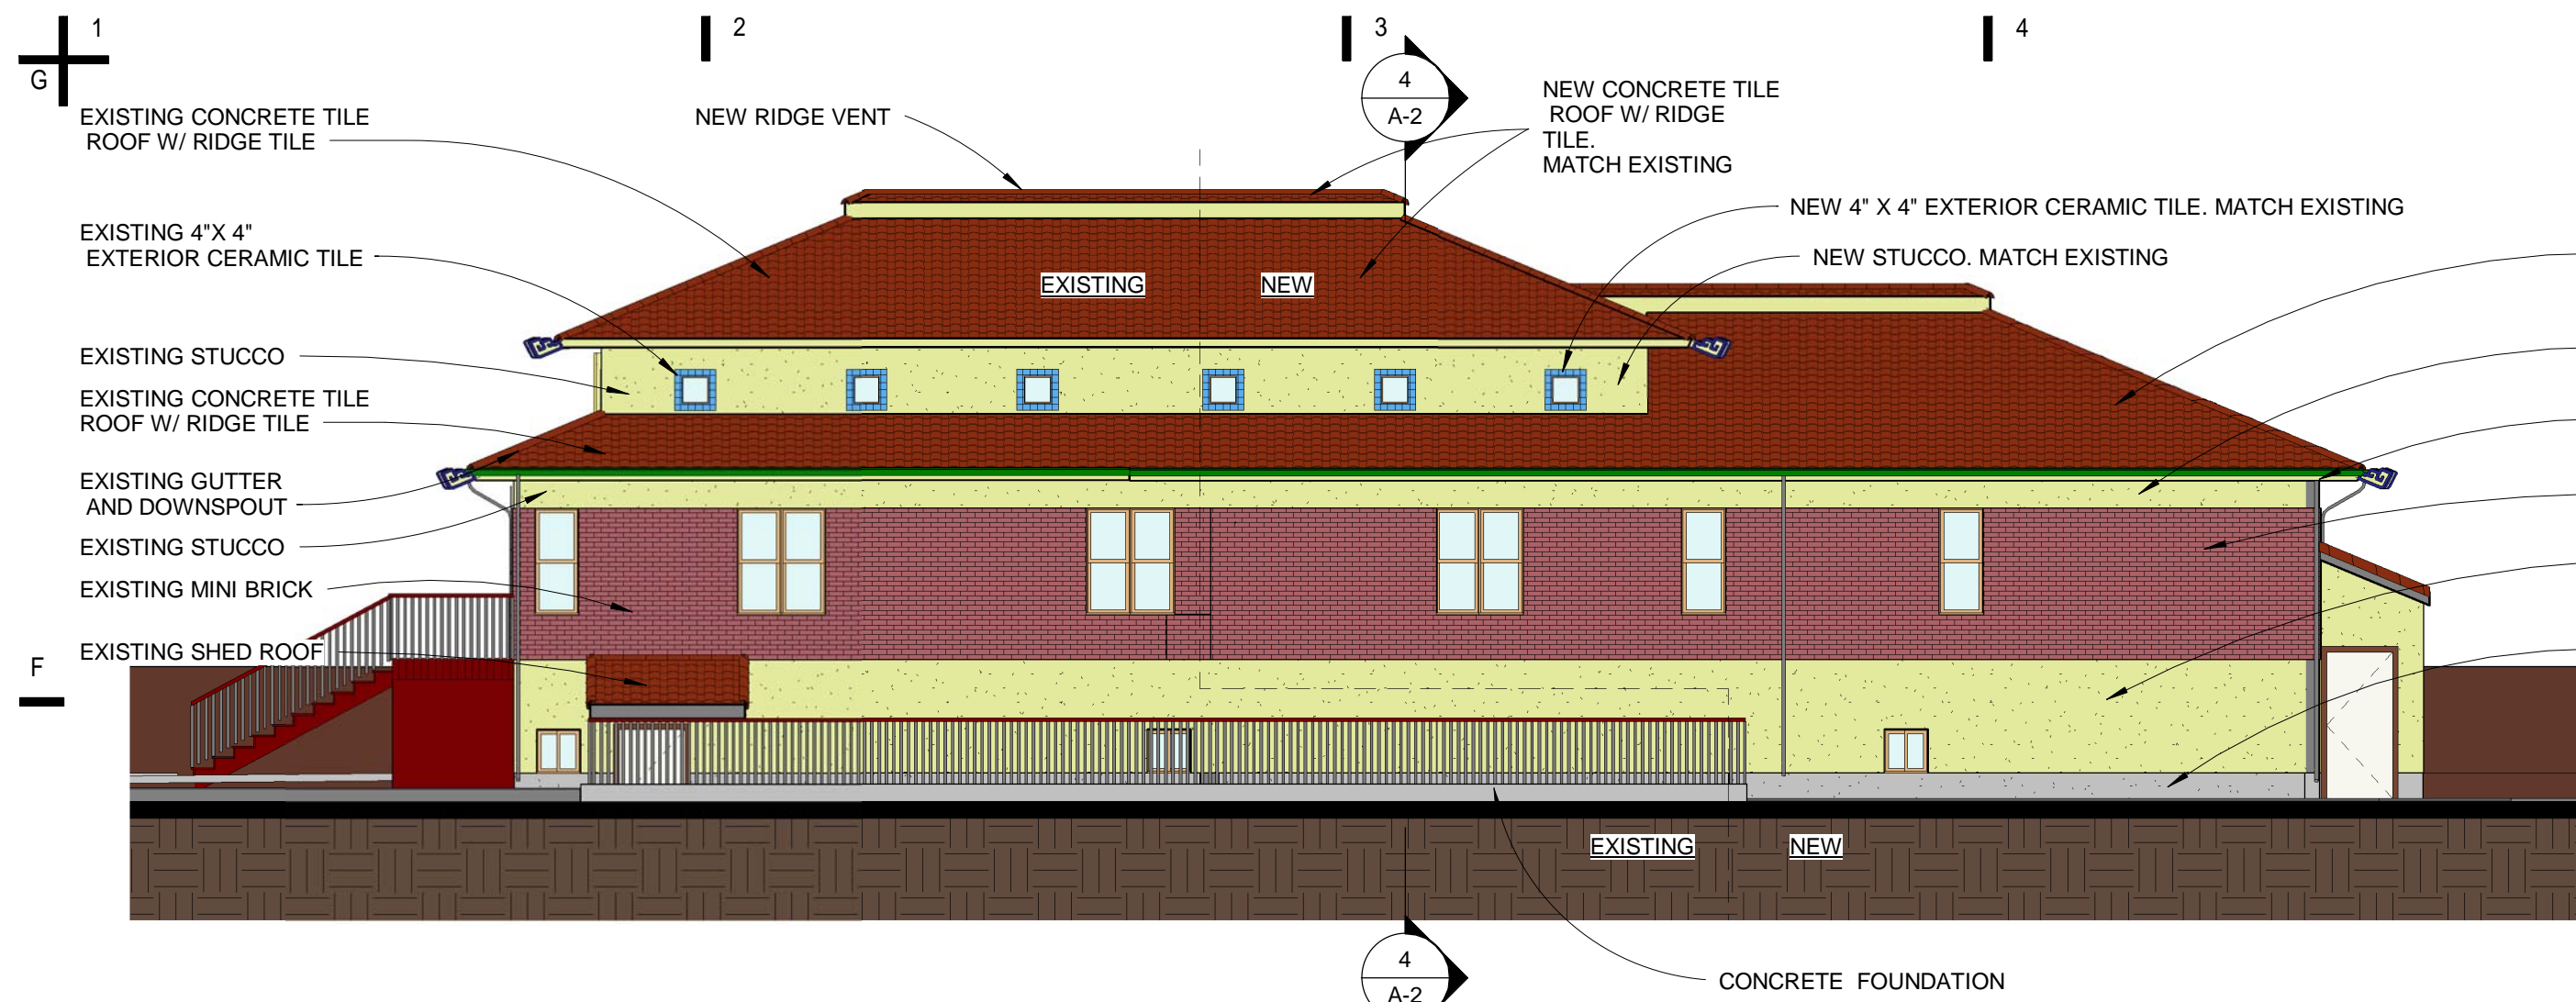 1
2
3
4
G
4
A-2
EXISTING CONCRETE TILE
ROOF W/ RIDGE TILE
NEW RIDGE VENT
NEW CONCRETE TILE
ROOF W/ RIDGE
TILE.
MATCH EXISTING
EXISTING 4"X 4"
EXTERIOR CERAMIC TILE
NEW 4" X 4" EXTERIOR CERAMIC TILE. MATCH EXISTING
NEW STUCCO. MATCH EXISTING
EXISTING
NEW
EXISTING STUCCO
EXISTING CONCRETE TILE
ROOF W/ RIDGE TILE
EXISTING GUTTER
AND DOWNSPOUT
EXISTING STUCCO
EXISTING MINI BRICK
EXISTING SHED ROOF
F
EXISTING
NEW
4
A-2
CONCRETE FOUNDATION